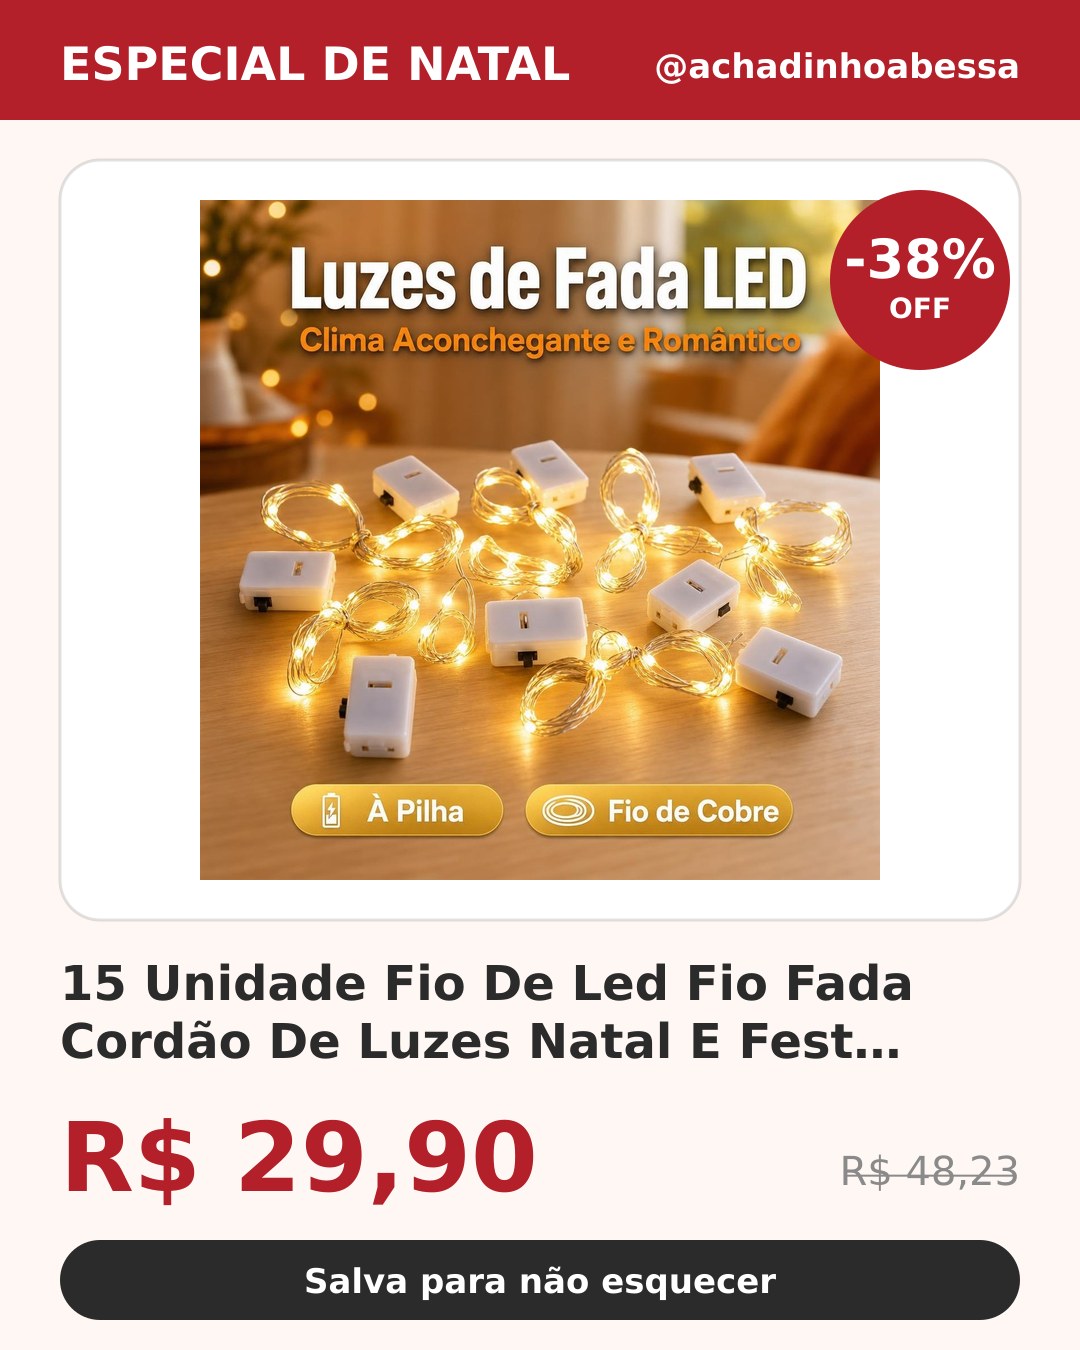 ESPECIAL DE NATAL
@achadinhoabessa
-38%
OFF
Luzes de Fada LED
Clima Aconchegante e Romântico
À Pilha
Fio de Cobre
15 Unidade Fio De Led Fio Fada
Cordão De Luzes Natal E Fest...
R$ 29,90
R$ 48,23
Salva para não esquecer